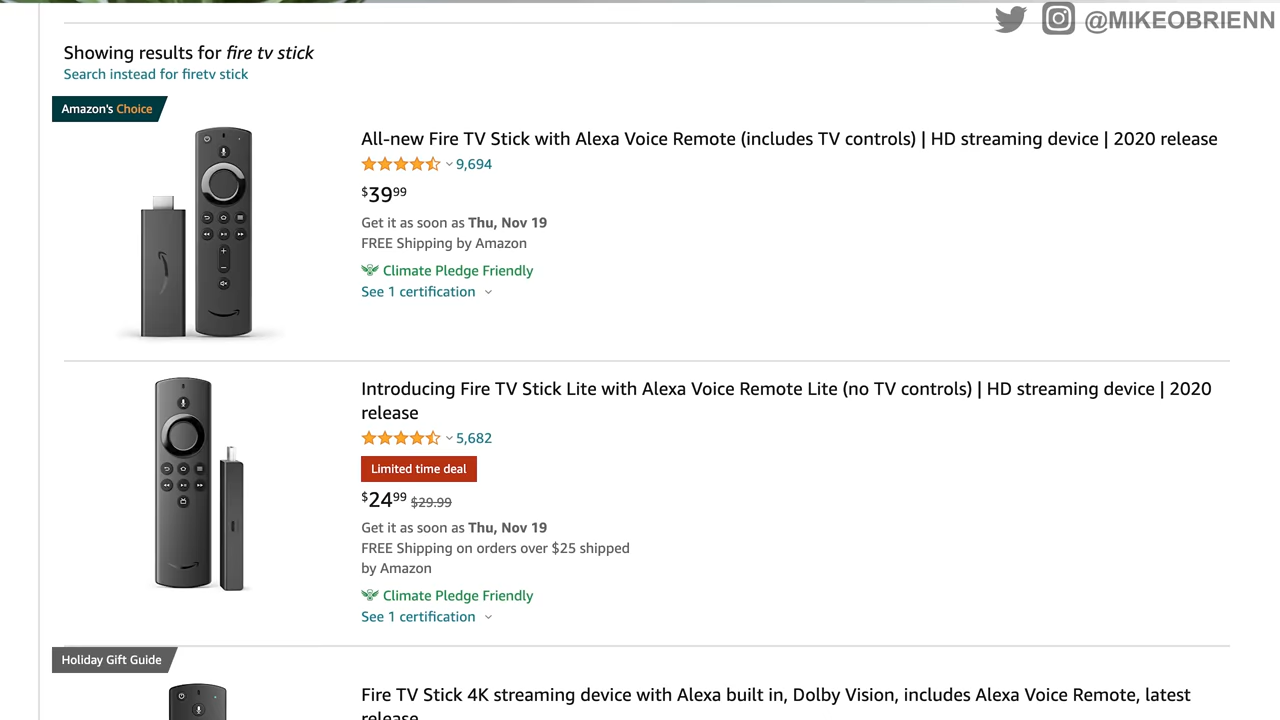 @MIKEOBRIENN
Showing results for fire tv stick
Search instead for firetv stick
Amazon's Choice
All-new Fire TV Stick with Alexa Voice Remote (includes TV controls) | HD streaming device | 2020 release
9,694
$39 99
Get it as soon as Thu, Nov 19
FREE Shipping by Amazon
Climate Pledge Friendly
See 1 certification
Introducing Fire TV Stick Lite with Alexa Voice Remote Lite (no TV controls) | HD streaming device | 2020
release
5,682
Limited time deal
$24 99 $29.99
Get it as soon as Thu, Nov 19
FREE Shipping on orders over $25 shipped
by Amazon
Climate Pledge Friendly
See 1 certification
Holiday Gift Guide
Fire TV Stick 4K streaming device with Alexa built in, Dolby Vision, includes Alexa Voice Remote, latest
release